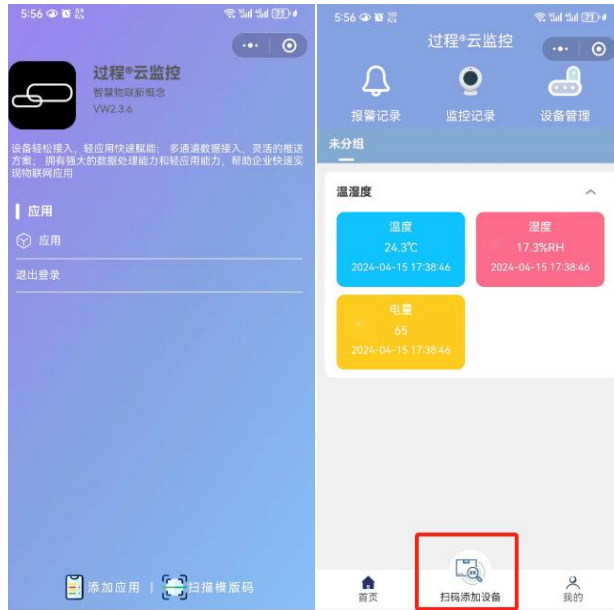 5:56
71
过程®云监控
智慧物联新概念
VW2.3.6
设备轻松接入，轻应用快速赋能； 多通道数据接入，灵活的推送
方案； 拥有强大的数据处理能力和轻应用能力，帮助企业快速实
现物联网应用
应用
应用
退出登录
添加应用 | 扫描模版码
5:56
71
过程®云监控
报警记录 监控记录 设备管理
未分组
温湿度
温度
24.3℃
2024-04-15 17:38:46
湿度
17.3%RH
2024-04-15 17:38:46
电量
65
2024-04-15 17:38:46
首页 扫码添加设备 我的